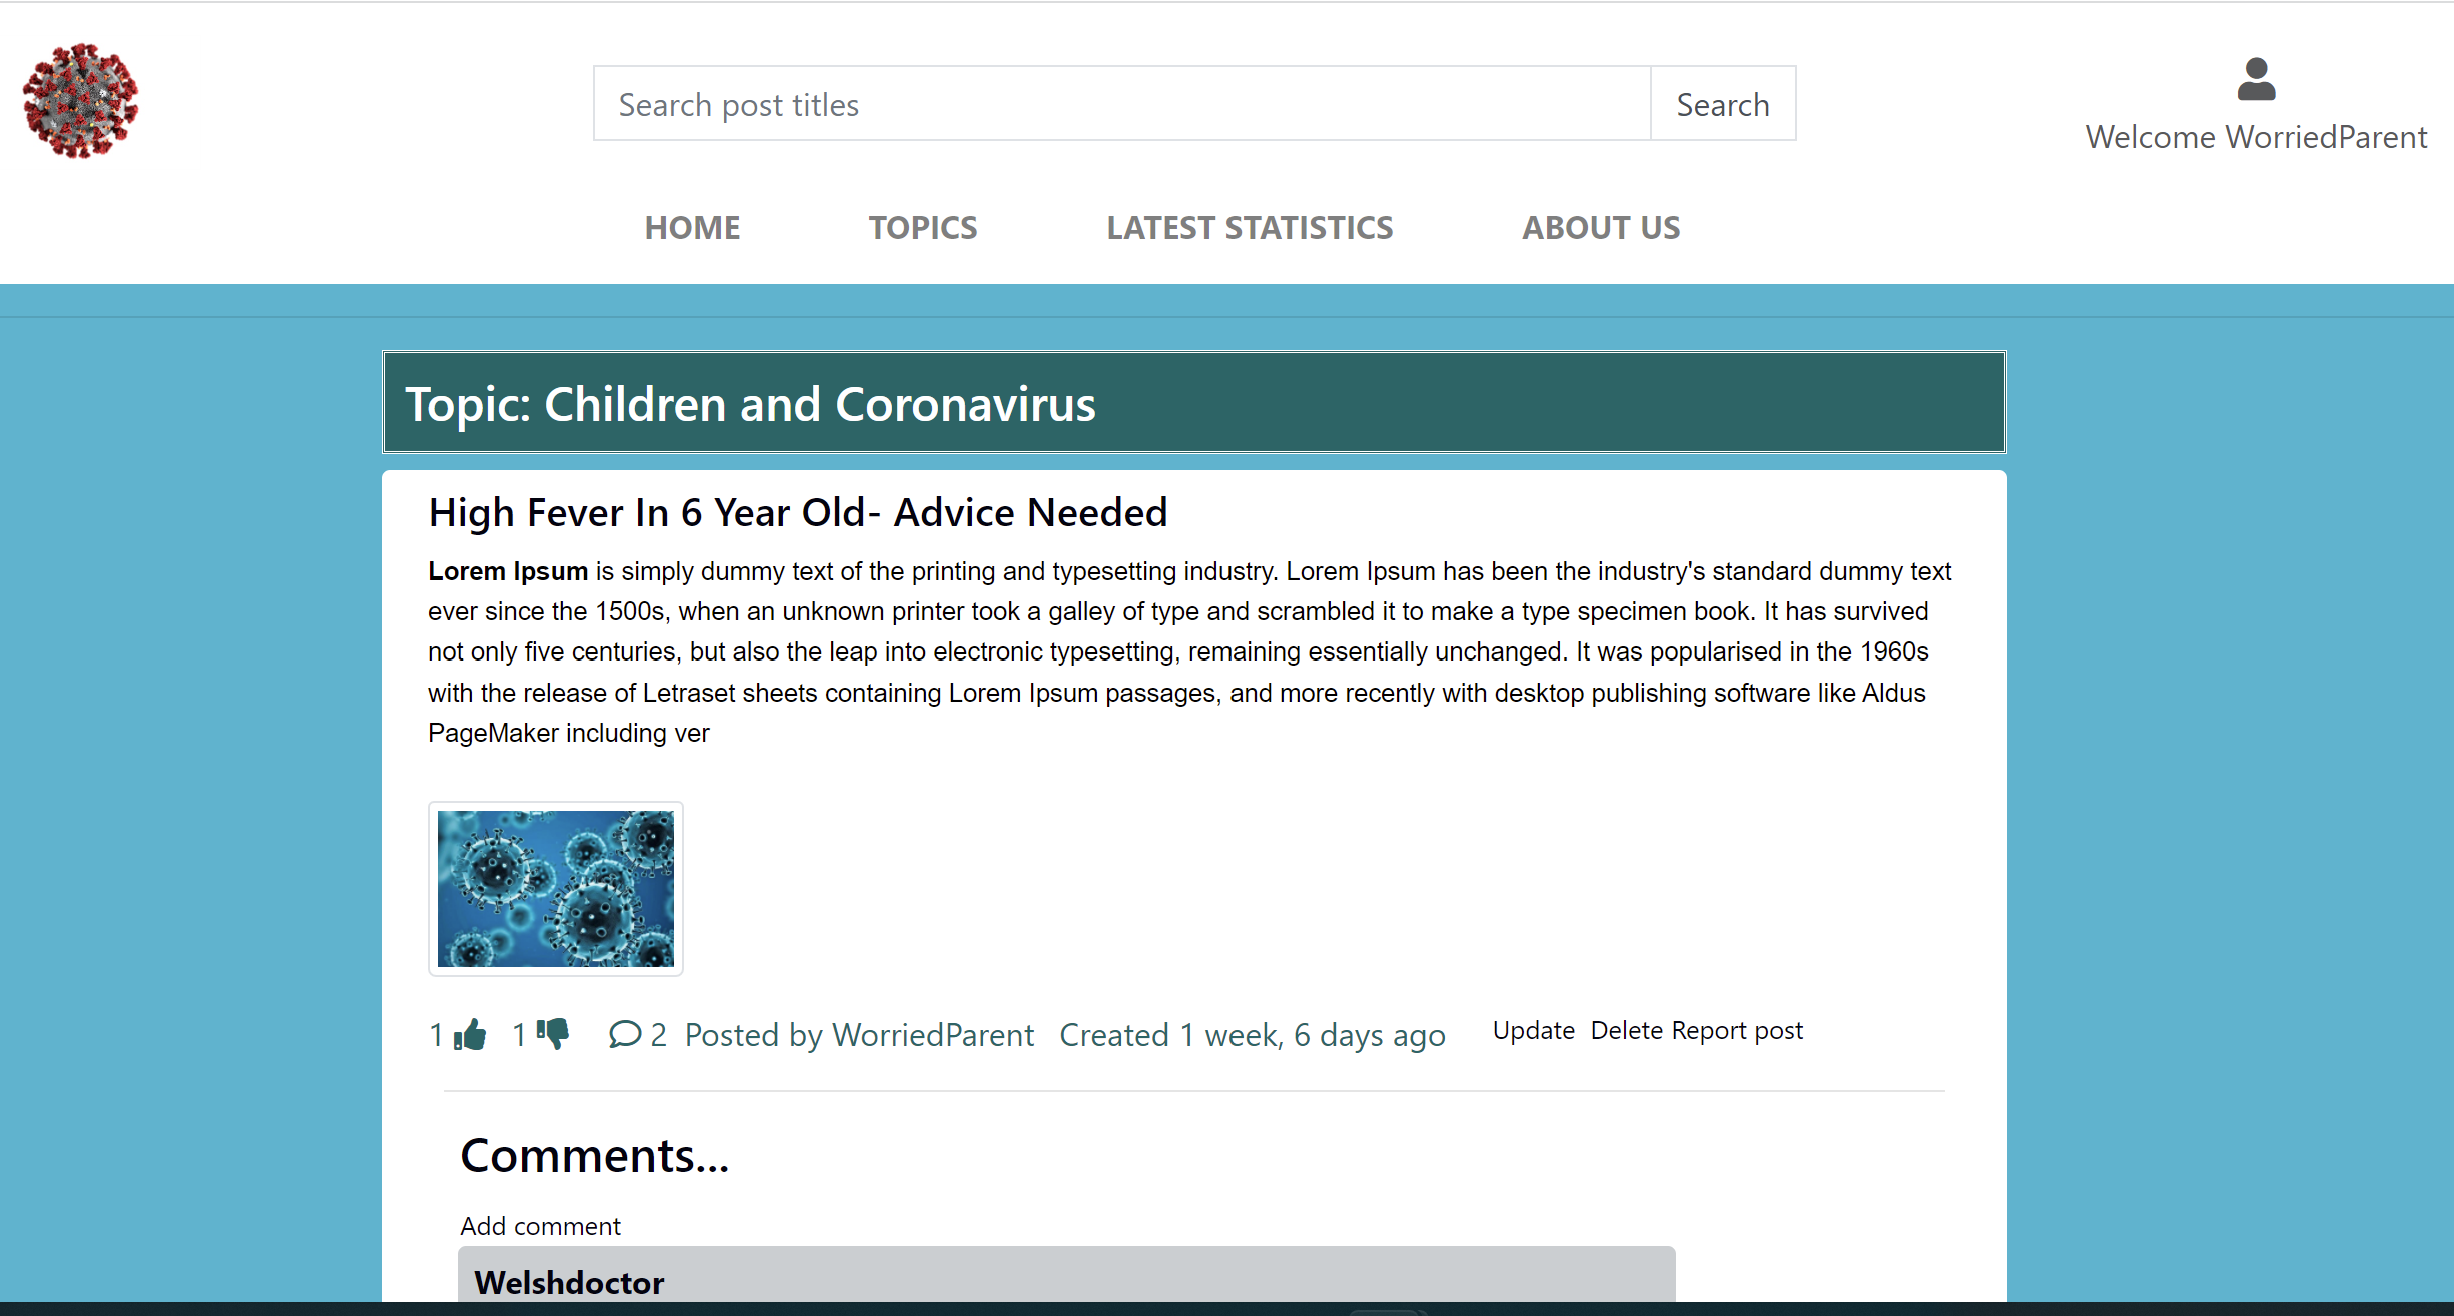 Search post titles
Search
Welcome WorriedParent
HOME
TOPICS
LATEST STATISTICS
ABOUT US
Topic: Children and Coronavirus
High Fever In 6 Year Old- Advice Needed
Lorem Ipsum is simply dummy text of the printing and typesetting industry. Lorem Ipsum has been the industry's standard dummy text
ever since the 1500s, when an unknown printer took a galley of type and scrambled it to make a type specimen book. It has survived
not only five centuries, but also the leap into electronic typesetting, remaining essentially unchanged. It was popularised in the 1960s
with the release of Letraset sheets containing Lorem Ipsum passages, and more recently with desktop publishing software like Aldus
PageMaker including ver
1 1 2 Posted by WorriedParent Created 1 week, 6 days ago Update Delete Report post
Comments...
Add comment
Welshdoctor